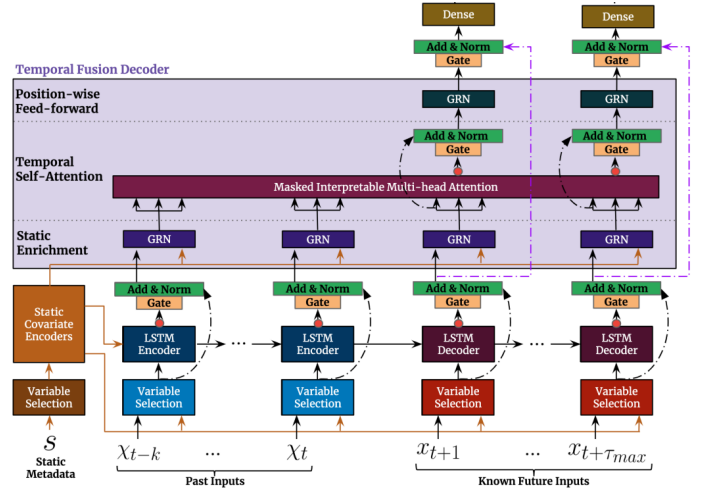 Dense Dense
Add & Norm Add & Norm
Gate Gate
Temporal Fusion Decoder
Position-wise
Feed-forward
GRN GRN
Add & Norm Add & Norm
Gate Gate
Temporal
Self-Attention
Masked Interpretable Multi-head Attention
Static
Enrichment
GRN GRN GRN GRN
Add & Norm Add & Norm Add & Norm Add & Norm
Gate Gate Gate Gate
Static
Covariate
Encoders
LSTM
Encoder
...
LSTM
Encoder
LSTM
Decoder
...
LSTM
Decoder
Variable
Selection
Variable
Selection
Variable
Selection
Variable
Selection
Variable
Selection
s
Static
Metadata
χt−k ... χt
Past Inputs
xt+1 ... xt+τmax
Known Future Inputs